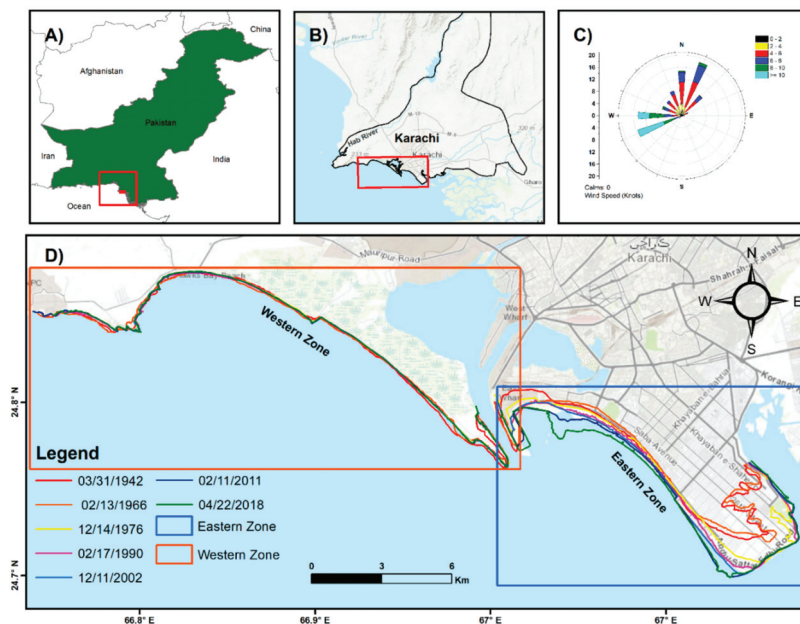 A)
China
Afghanistan
Pakistan
Iran
India
Ocean
B)
Hab River
Karachi
Karachi
C)
N
W
E
S
20
16
12
8
4
0
4
8
12
16
20
0 - 2
2 - 4
4 - 6
6 - 8
8 - 10
>= 10
Calms: 0
Wind Speed (Knots)
D)
Mauripur Road
کراچی
Karachi
West
Wharf
Western Zone
Eastern Zone
N
W
E
S
24.8° N
24.7° N
Legend
03/31/1942
02/13/1966
12/14/1976
02/17/1990
12/11/2002
02/11/2011
04/22/2018
Eastern Zone
Western Zone
0
3
6
Km
66.8° E
66.9° E
67° E
67° E